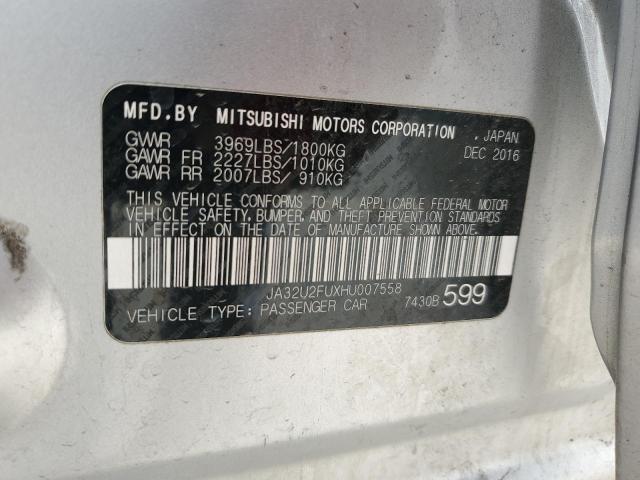 MFD.BY MITSUBISHI MOTORS CORPORATION . JAPAN
GVWR 3969LBS/1800KG DEC 2016
GAWR FR 2227LBS/1010KG
GAWR RR 2007LBS/ 910KG
THIS VEHICLE CONFORMS TO ALL APPLICABLE FEDERAL MOTOR
VEHICLE SAFETY, BUMPER, AND THEFT PREVENTION STANDARDS
IN EFFECT ON THE DATE OF MANUFACTURE SHOWN ABOVE.
JA32U2FUXHU007558
VEHICLE TYPE: PASSENGER CAR 7430B 599